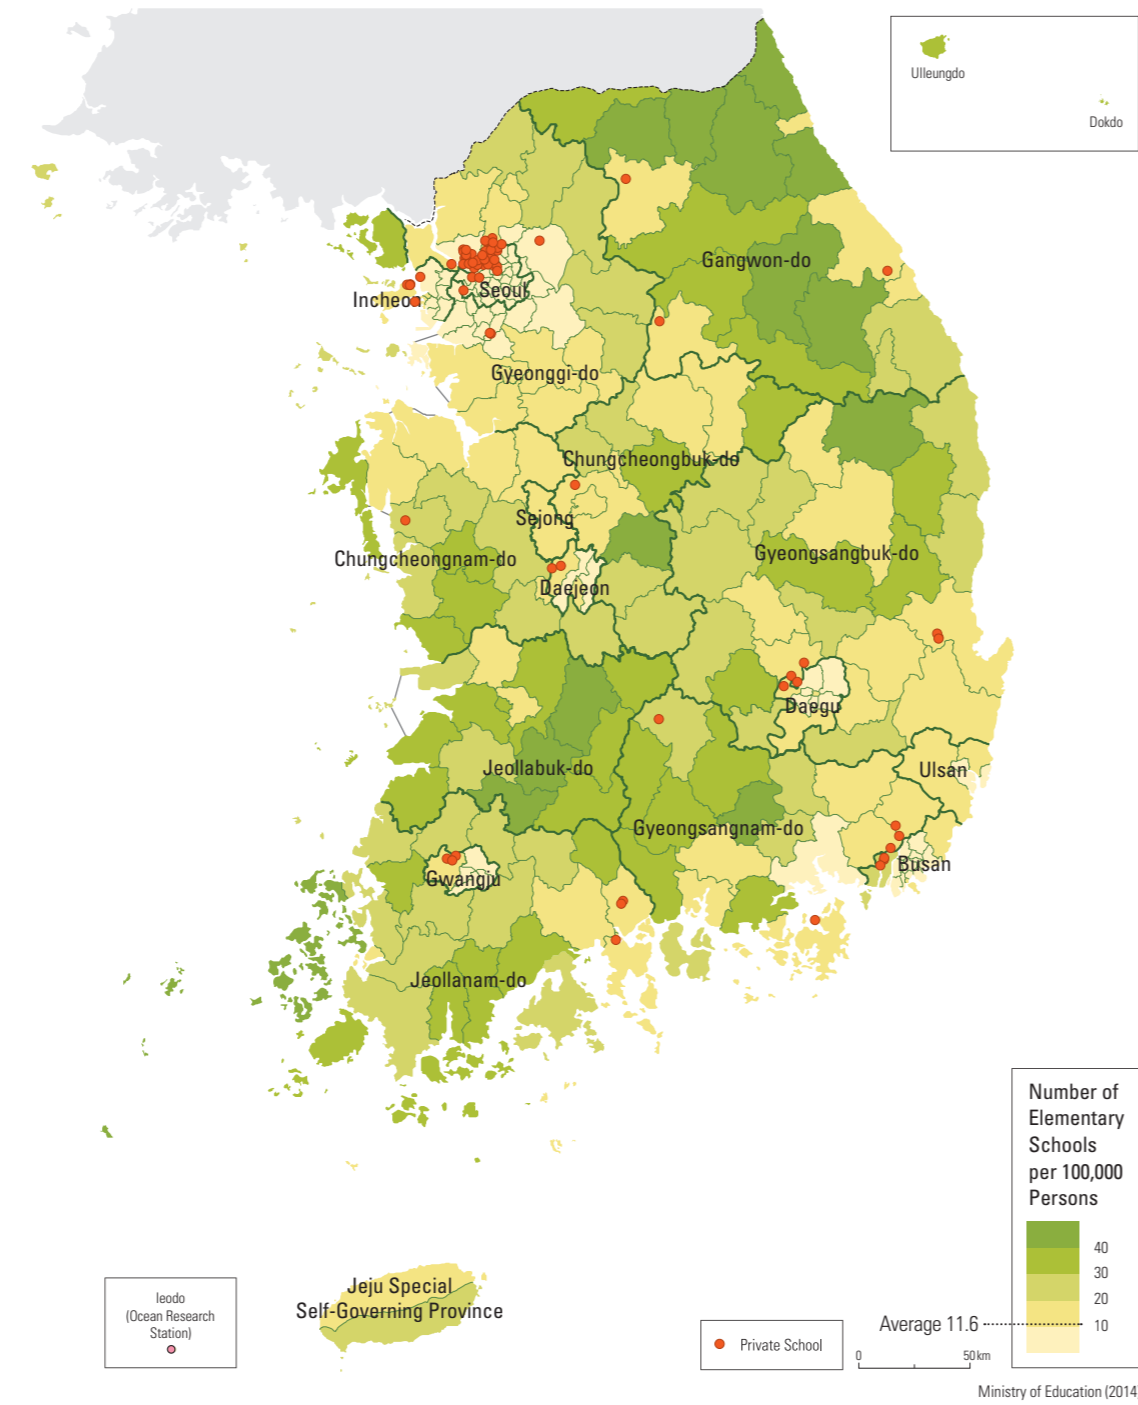 Ulleungdo
Dokdo
Gangwon-do
Seoul
Incheon
Gyeonggi-do
Chungcheongbuk-do
Sejong
Gyeongsangbuk-do
Chungcheongnam-do
Daejeon
Daegu
Ulsan
Jeollabuk-do
Gyeongsangnam-do
Busan
Gwangju
Jeollanam-do
Number of
Elementary
Schools
per 100,000
Persons
40
30
20
10
Average 11.6
Jeju Special
Self-Governing Province
Ieodo
(Ocean Research
Station)
Private School
0 50km
Ministry of Education (2014)